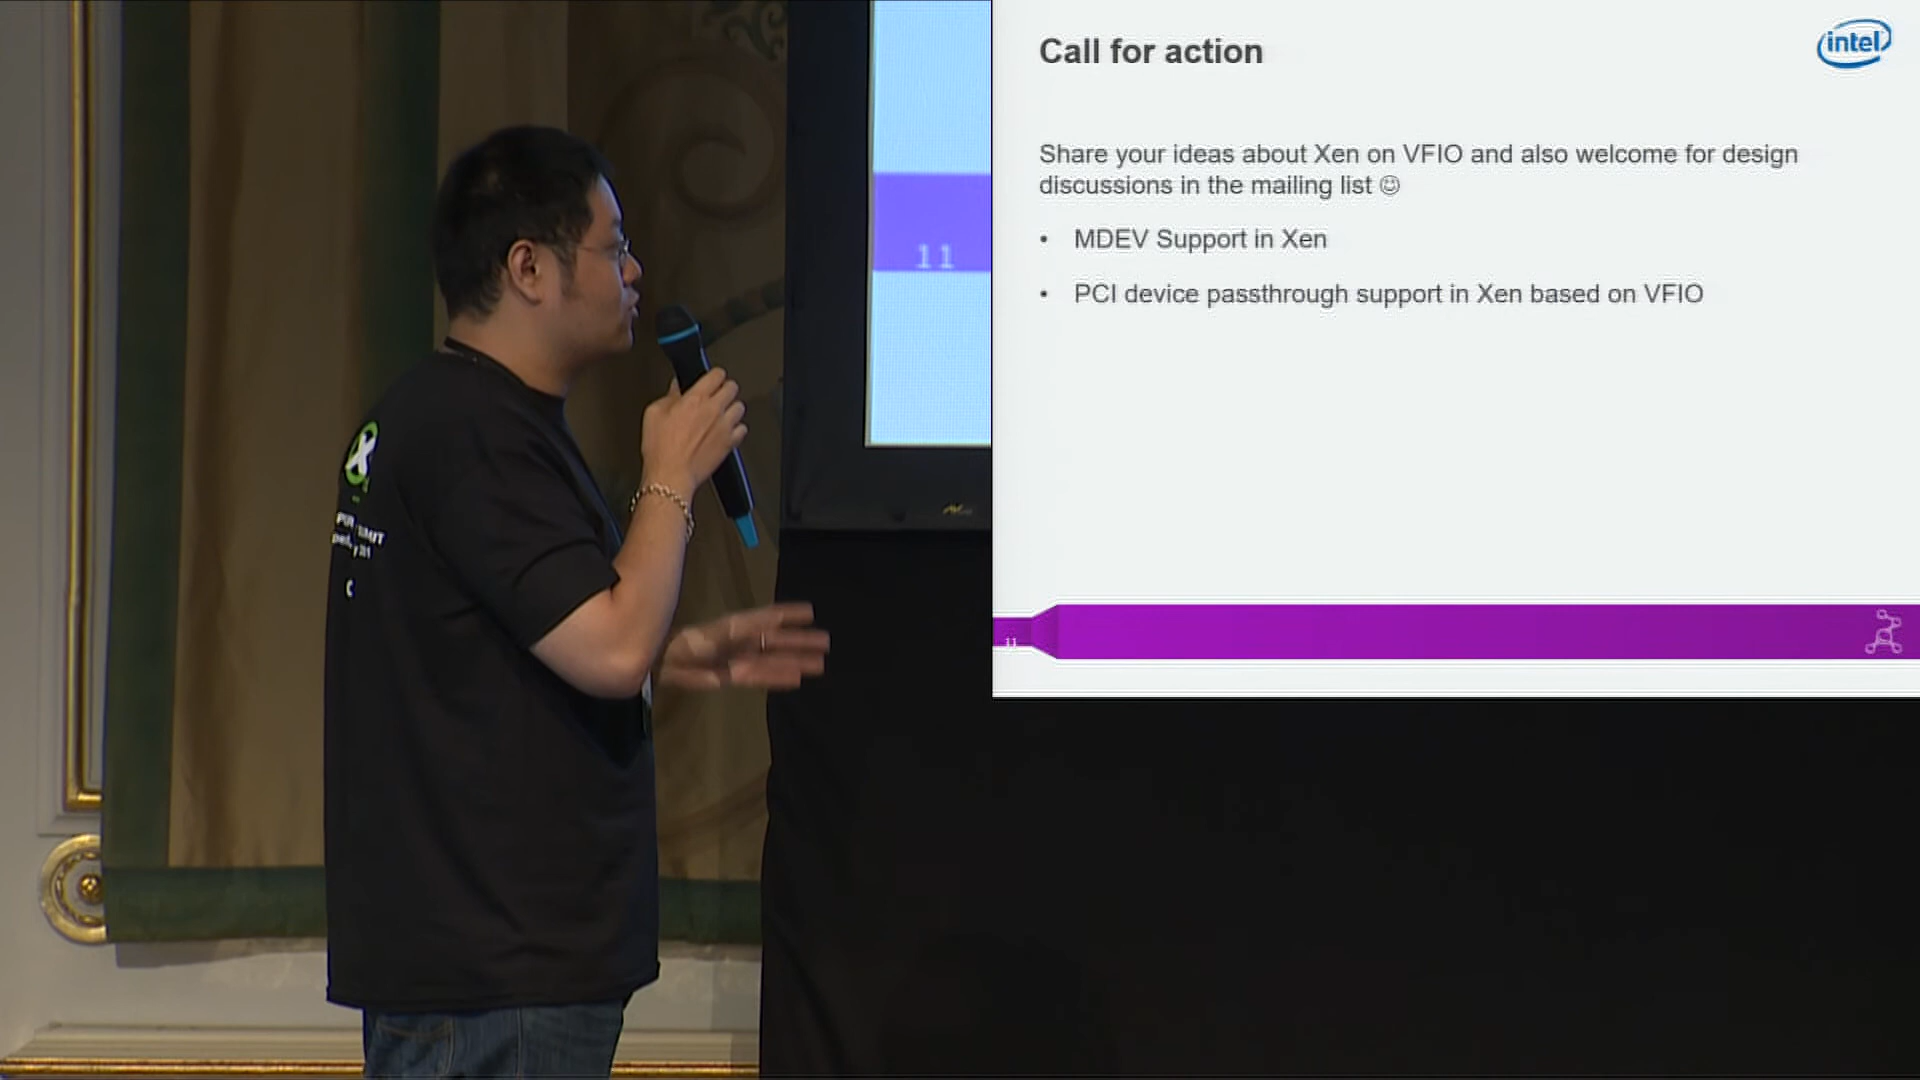 Call for action
intel
Share your ideas about Xen on VFIO and also welcome for design
discussions in the mailing list ☺
• MDEV Support in Xen
• PCI device passthrough support in Xen based on VFIO
11
11
X